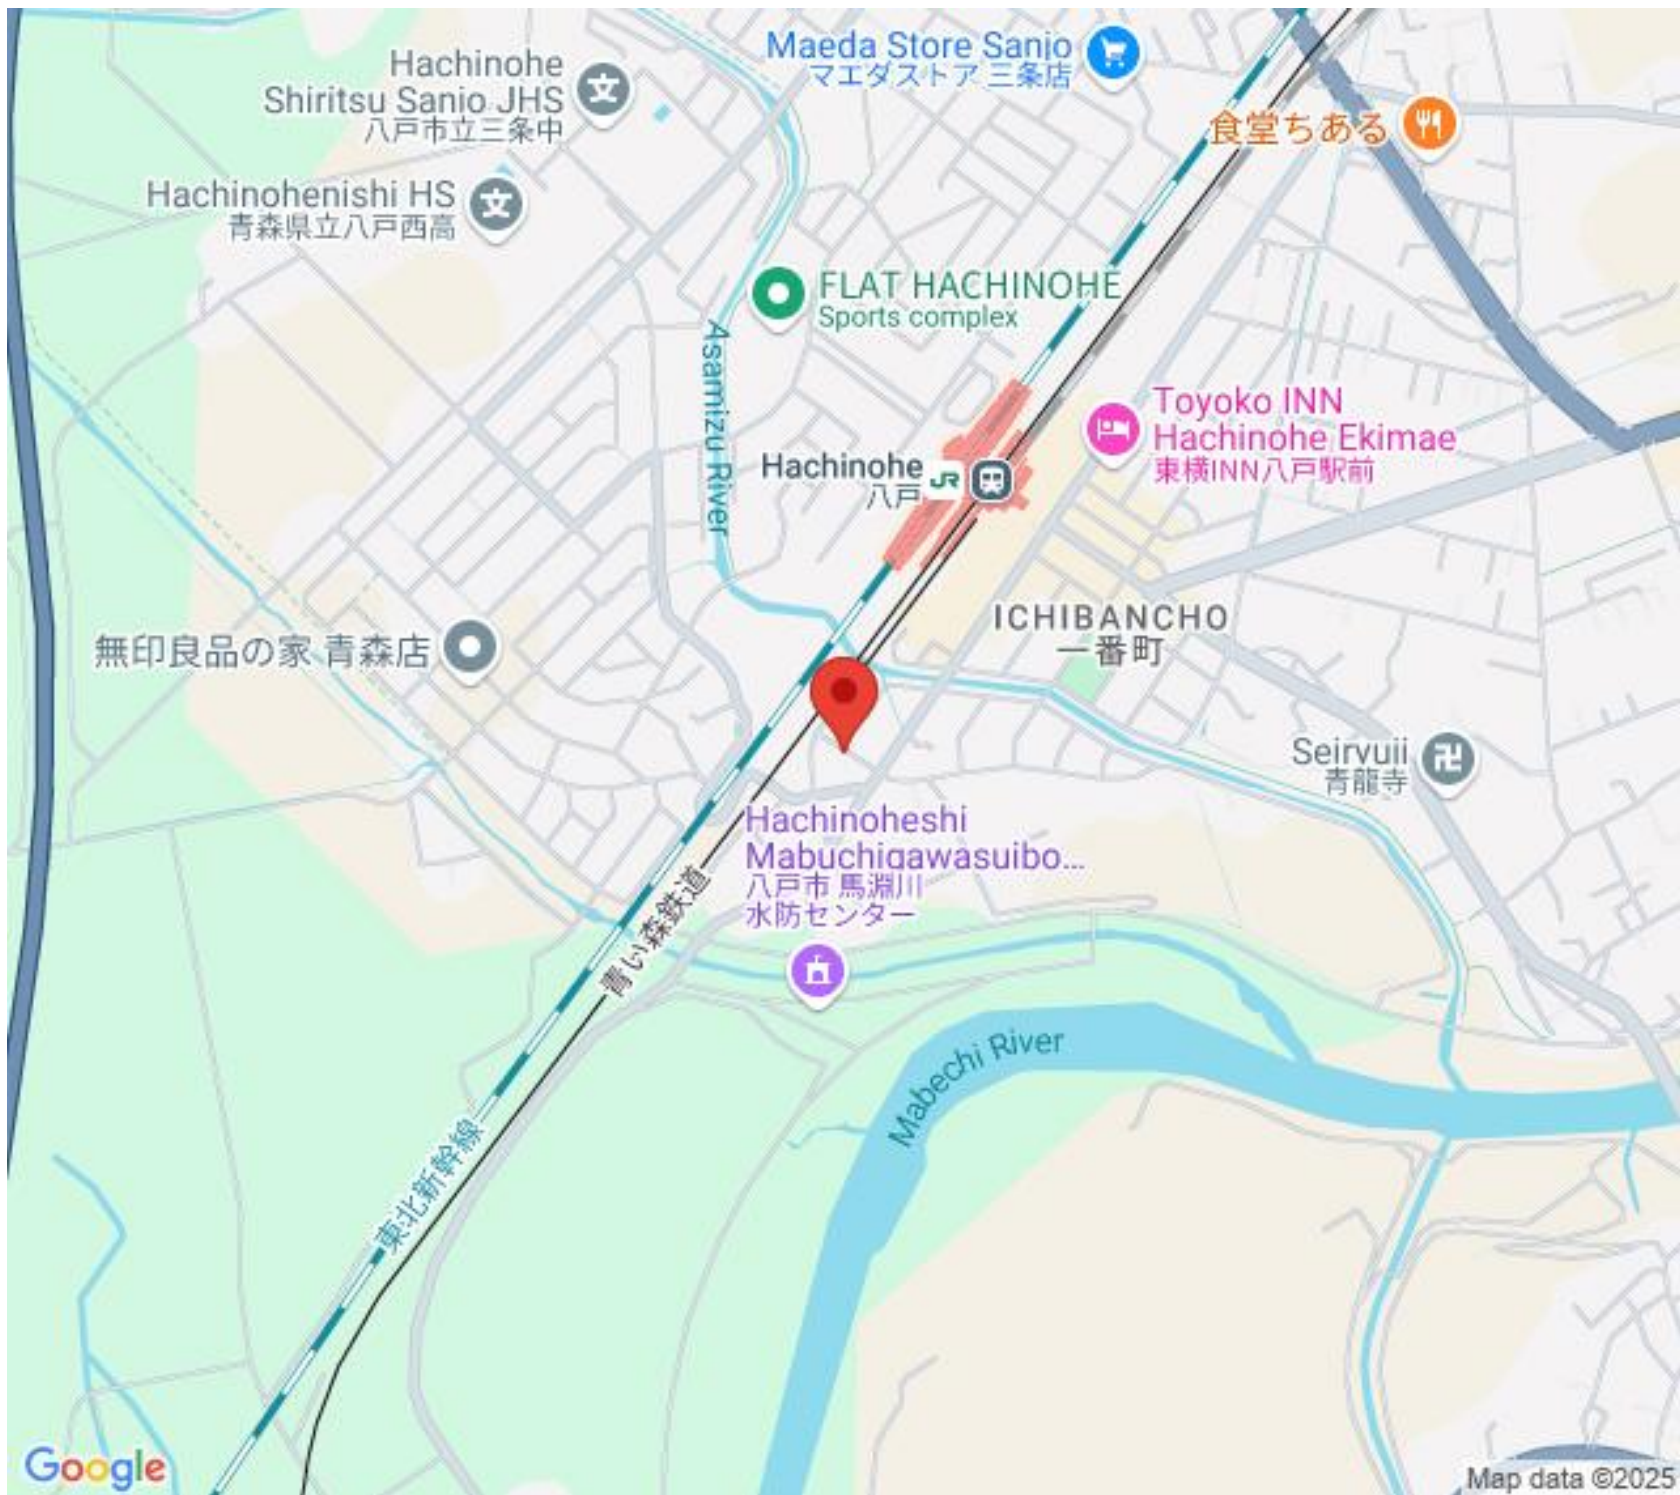 Maeda Store Sanjo
マエダストア 三条店
Hachinohe
Shiritsu Sanjo JHS
八戸市立三条中
食堂ちある
Hachinohenishi HS
青森県立八戸西高
FLAT HACHINOHE
Sports complex
Asamizu River
Toyoko INN
Hachinohe Ekimae
東横INN八戸駅前
Hachinohe
八戸
JR
ICHIBANCHO
一番町
無印良品の家 青森店
Seiryuji
青龍寺
Hachinoheshi
Mabuchigawasuibo...
八戸市 馬淵川
水防センター
青い森鉄道
Mabechi River
東北新幹線
Google
Map data ©2025